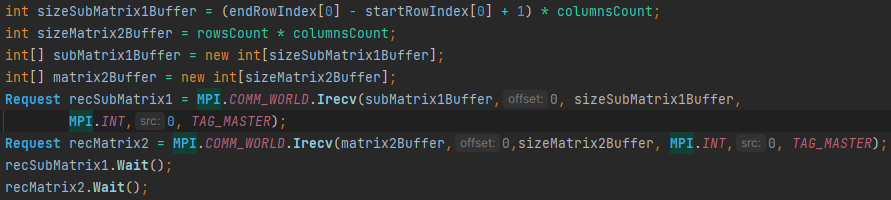 int sizeSubMatrix1Buffer = (endRowIndex[0] - startRowIndex[0] + 1) * columnsCount;
int sizeMatrix2Buffer = rowsCount * columnsCount;
int[] subMatrix1Buffer = new int[sizeSubMatrix1Buffer];
int[] matrix2Buffer = new int[sizeMatrix2Buffer];
Request recSubMatrix1 = MPI.COMM_WORLD.Irecv(subMatrix1Buffer, offset: 0, sizeSubMatrix1Buffer,
MPI.INT, src: 0, TAG_MASTER);
Request recMatrix2 = MPI.COMM_WORLD.Irecv(matrix2Buffer, offset: 0,sizeMatrix2Buffer, MPI.INT, src: 0, TAG_MASTER);
recSubMatrix1.Wait();
recMatrix2.Wait();